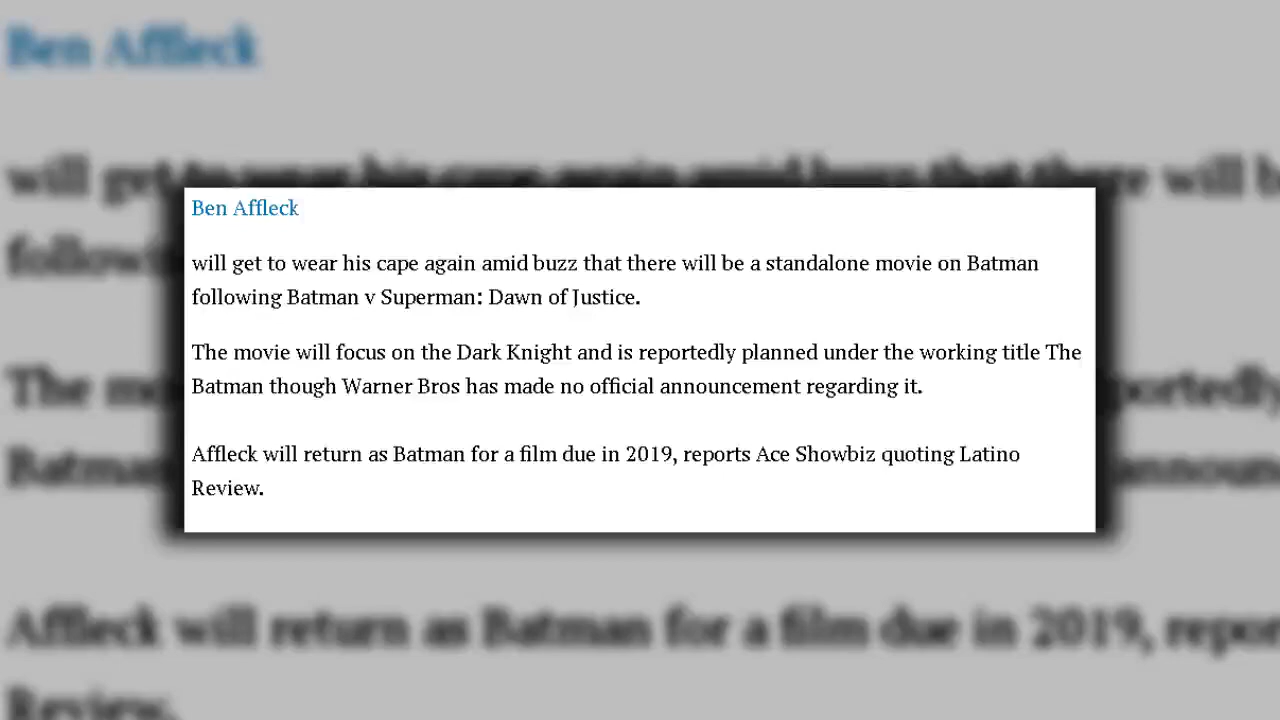 Ben Affleck
will get to wear his cape again amid buzz that there will be a standalone movie on Batman
following Batman v Superman: Dawn of Justice.
The movie will focus on the Dark Knight and is reportedly planned under the working title The
Batman though Warner Bros has made no official announcement regarding it.
Affleck will return as Batman for a film due in 2019, reports Ace Showbiz quoting Latino
Review.